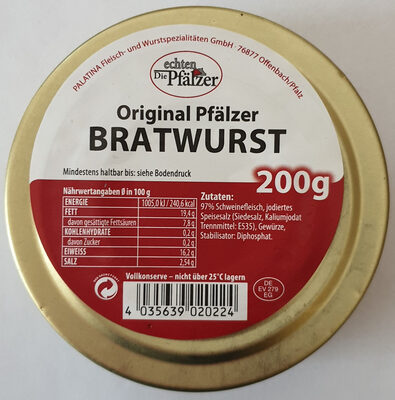 PALATINA Fleisch- und Wurstspezialitäten GmbH · 76877 Offenbach/Pfalz
echten
Die Pfälzer
Original Pfälzer
BRATWURST
Mindestens haltbar bis: siehe Bodendruck
200g
Nährwertangaben Ø in 100 g
ENERGIE 1005.0 kJ / 240,6 kcal
FETT 19,4 g
davon gesättigte Fettsäuren 7,8 g
KOHLENHYDRATE 0,2 g
davon Zucker 0,2 g
EIWEISS 16,2 g
SALZ 2,54 g
Zutaten:
97% Schweinefleisch, jodiertes
Speisesalz (Siedesalz, Kaliumjodat
Trennmittel: E535), Gewürze,
Stabilisator: Diphosphat.
Vollkonserve – nicht über 25°C lagern
DE
EV 279
EG
4 035639 020224